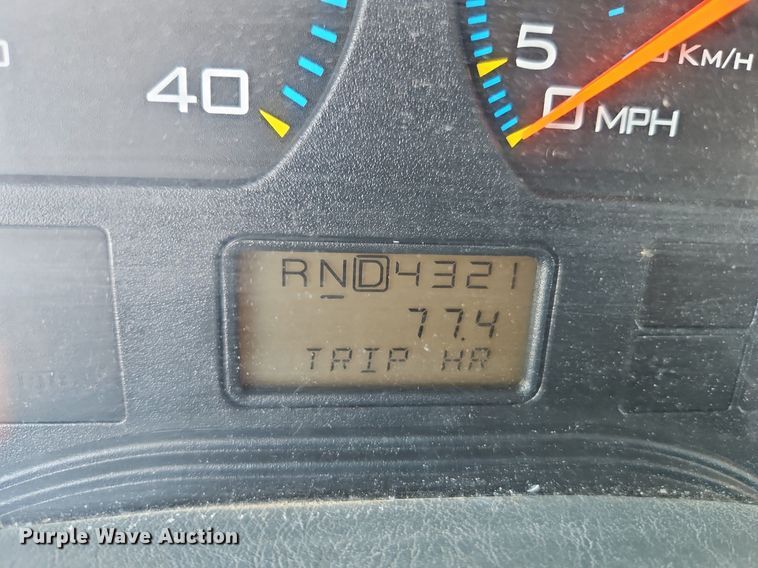 5 KM/H
40 0 MPH
RND4321
77.4
TRIP HR
Purple Wave Auction